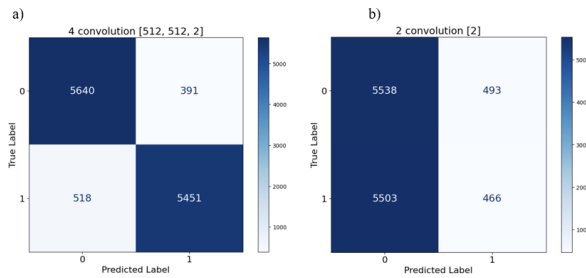 a)
4 convolution [512, 512, 2]
True Label
0
1
5640
391
518
5451
0
1
Predicted Label
5000
4000
3000
2000
1000
b)
2 convolution [2]
True Label
0
1
5538
493
5503
466
0
1
Predicted Label